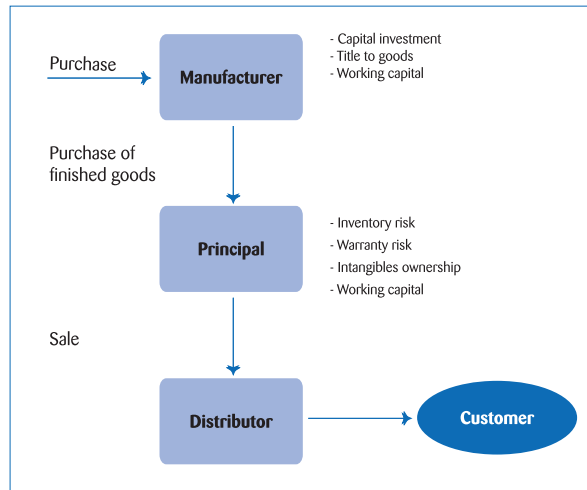 Purchase
Manufacturer
- Capital investment
- Title to goods
- Working capital
Purchase of
finished goods
Principal
- Inventory risk
- Warranty risk
- Intangibles ownership
- Working capital
Sale
Distributor
Customer